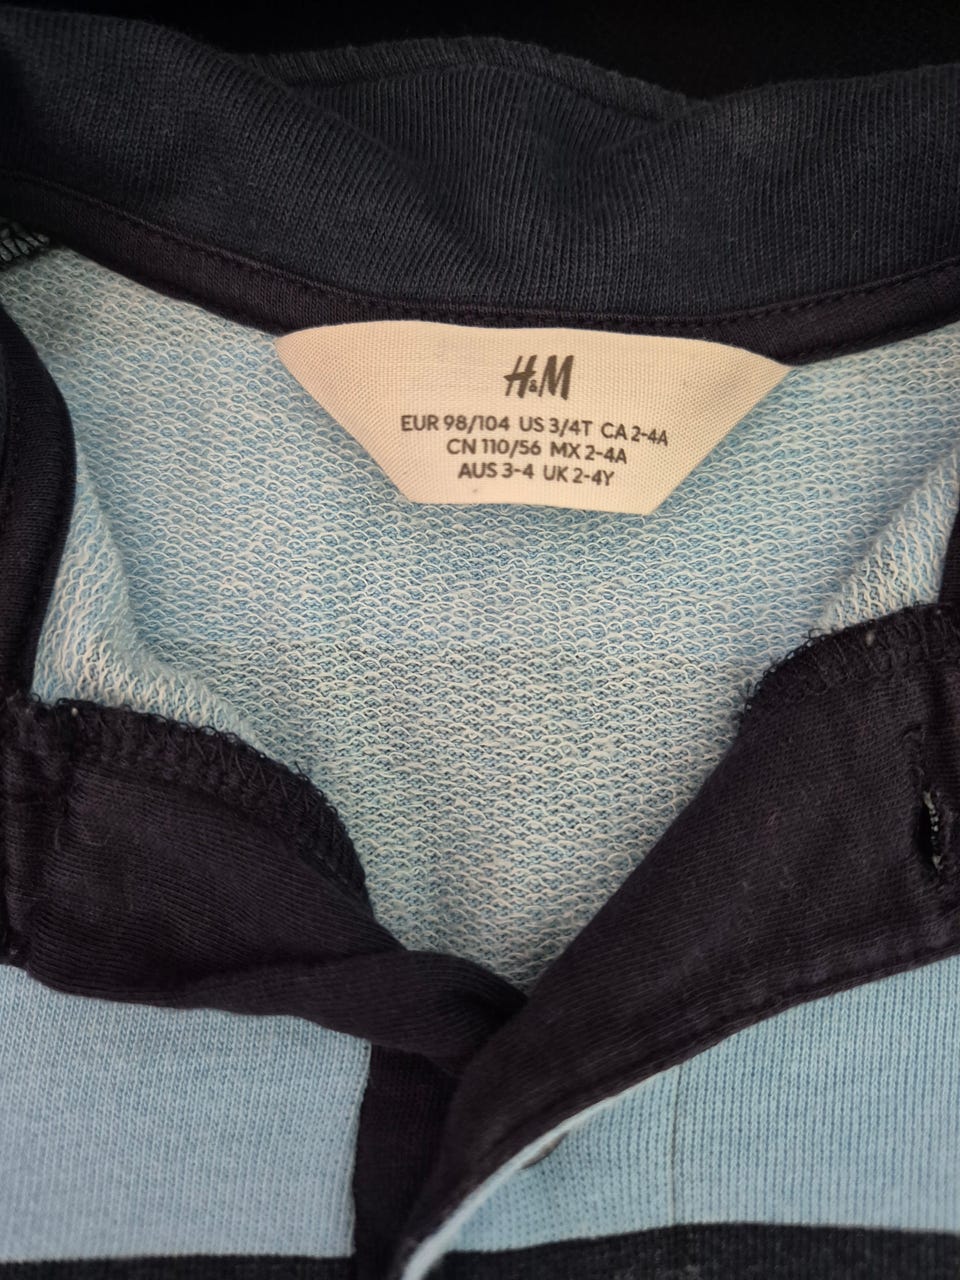 H&M
EUR 98/104 US 3/4T CA 2-4A
CN 110/56 MX 2-4A
AUS 3-4 UK 2-4Y